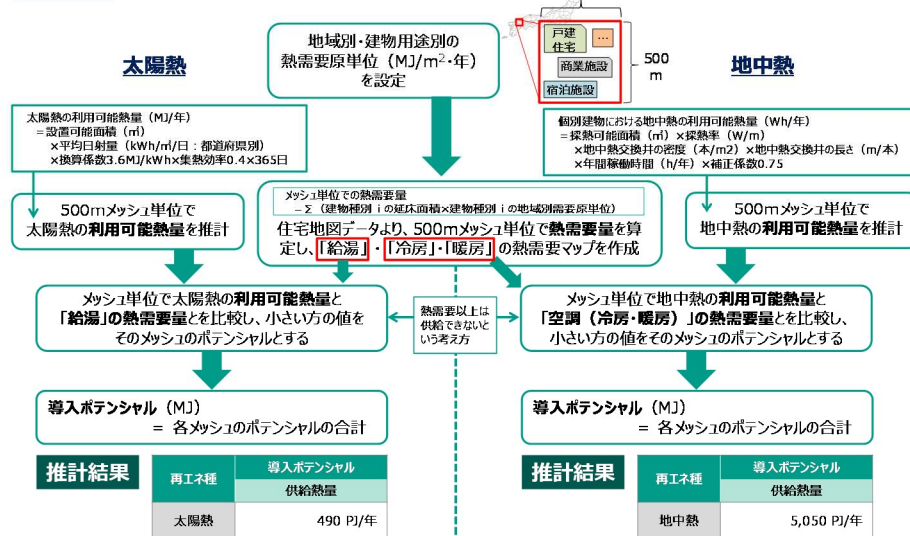 地域別・建物用途別の
熱需要原単位（MJ/m²・年）
を設定
戸建
住宅
…
商業施設
宿泊施設
500
m
太陽熱
地中熱
太陽熱の利用可能熱量（MJ/年）
＝設置可能面積（㎡）
×平均日射量（kWh/㎡/日：都道府県別）
×換算係数3.6MJ/kWh×集熱効率0.4×365日
個別建物における地中熱の利用可能熱量（Wh/年）
＝採熱可能面積（㎡）×採熱率（W/m）
×地中熱交換井の密度（本/m2）×地中熱交換井の長さ（m/本）
×年間稼働時間（h/年）×補正係数0.75
メッシュ単位での熱需要量
＝Σ（建物種別ｉの延床面積×建物種別ｉの地域別需要原単位）
住宅地図データより、500mメッシュ単位で熱需要量を算
定し、「給湯」・「冷房」・「暖房」の熱需要マップを作成
500mメッシュ単位で
太陽熱の利用可能熱量を推計
500mメッシュ単位で
地中熱の利用可能熱量を推計
メッシュ単位で太陽熱の利用可能熱量と
「給湯」の熱需要量とを比較し、小さい方の値を
そのメッシュのポテンシャルとする
熱需要以上は
供給できないと
いう考え方
メッシュ単位で地中熱の利用可能熱量と
「空調（冷房・暖房）」の熱需要量とを比較し、
小さい方の値をそのメッシュのポテンシャルとする
導入ポテンシャル（MJ）
＝ 各メッシュのポテンシャルの合計
導入ポテンシャル（MJ）
＝ 各メッシュのポテンシャルの合計
推計結果
再エネ種
導入ポテンシャル
供給熱量
太陽熱
490 PJ/年
推計結果
再エネ種
導入ポテンシャル
供給熱量
地中熱
5,050 PJ/年